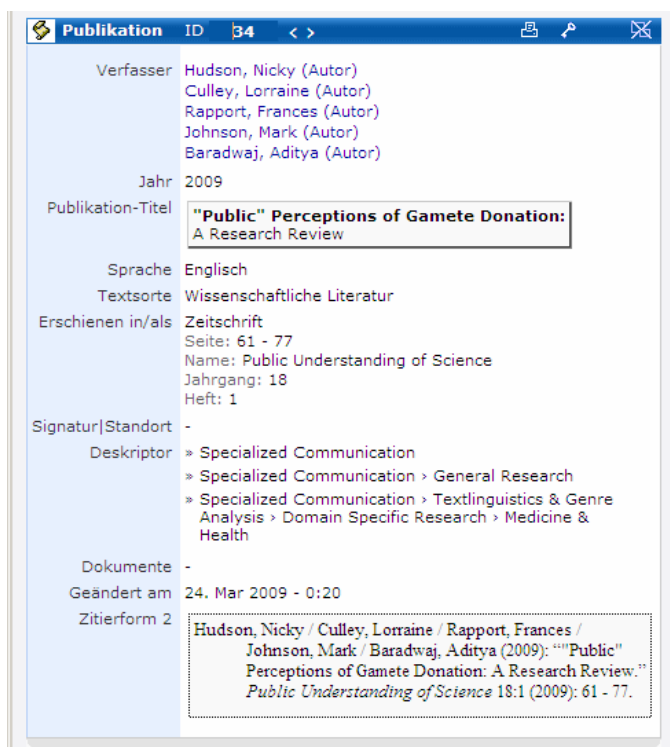 Publikation ID 34 < >
Verfasser Hudson, Nicky (Autor)
Culley, Lorraine (Autor)
Rapport, Frances (Autor)
Johnson, Mark (Autor)
Baradwaj, Aditya (Autor)
Jahr 2009
Publikation-Titel "Public" Perceptions of Gamete Donation:
A Research Review
Sprache Englisch
Textsorte Wissenschaftliche Literatur
Erschienen in/als Zeitschrift
Seite: 61 - 77
Name: Public Understanding of Science
Jahrgang: 18
Heft: 1
Signatur|Standort -
Deskriptor » Specialized Communication
» Specialized Communication › General Research
» Specialized Communication › Textlinguistics & Genre
Analysis › Domain Specific Research › Medicine &
Health
Dokumente -
Geändert am 24. Mar 2009 - 0:20
Zitierform 2 Hudson, Nicky / Culley, Lorraine / Rapport, Frances /
Johnson, Mark / Baradwaj, Aditya (2009): “"Public"
Perceptions of Gamete Donation: A Research Review.”
Public Understanding of Science 18:1 (2009): 61 - 77.